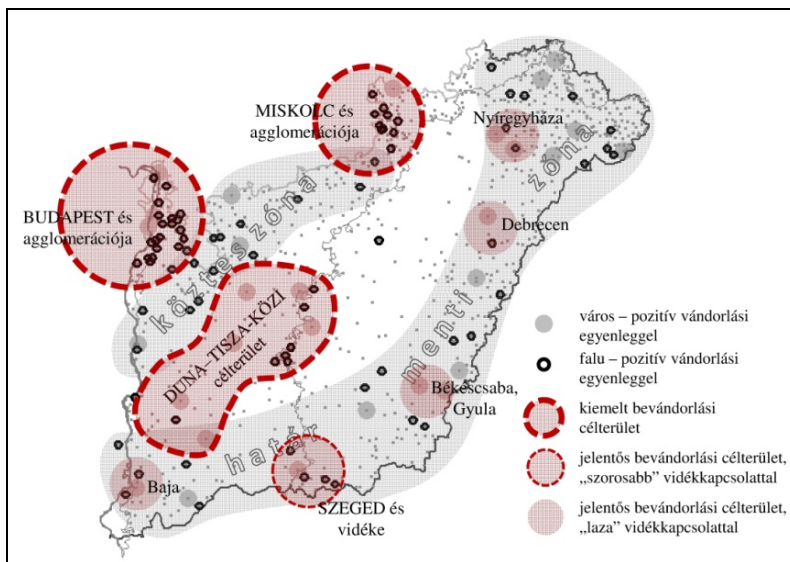 MISKOLC és
agglomerációja
Nyíregyháza
zóna
BUDAPEST és
agglomerációja
közteszóna
Debrecen
DUNA–TISZA-KÖZI
célterület
menti
Békéscsaba,
Gyula
határ
Baja
SZEGED és
vidéke
város – pozitív vándorlási
egyenleggel
falu – pozitív vándorlási
egyenleggel
kiemelt bevándorlási
célterület
jelentős bevándorlási célterület,
„szorosabb” vidékkapcsolattal
jelentős bevándorlási célterület,
„laza” vidékkapcsolattal